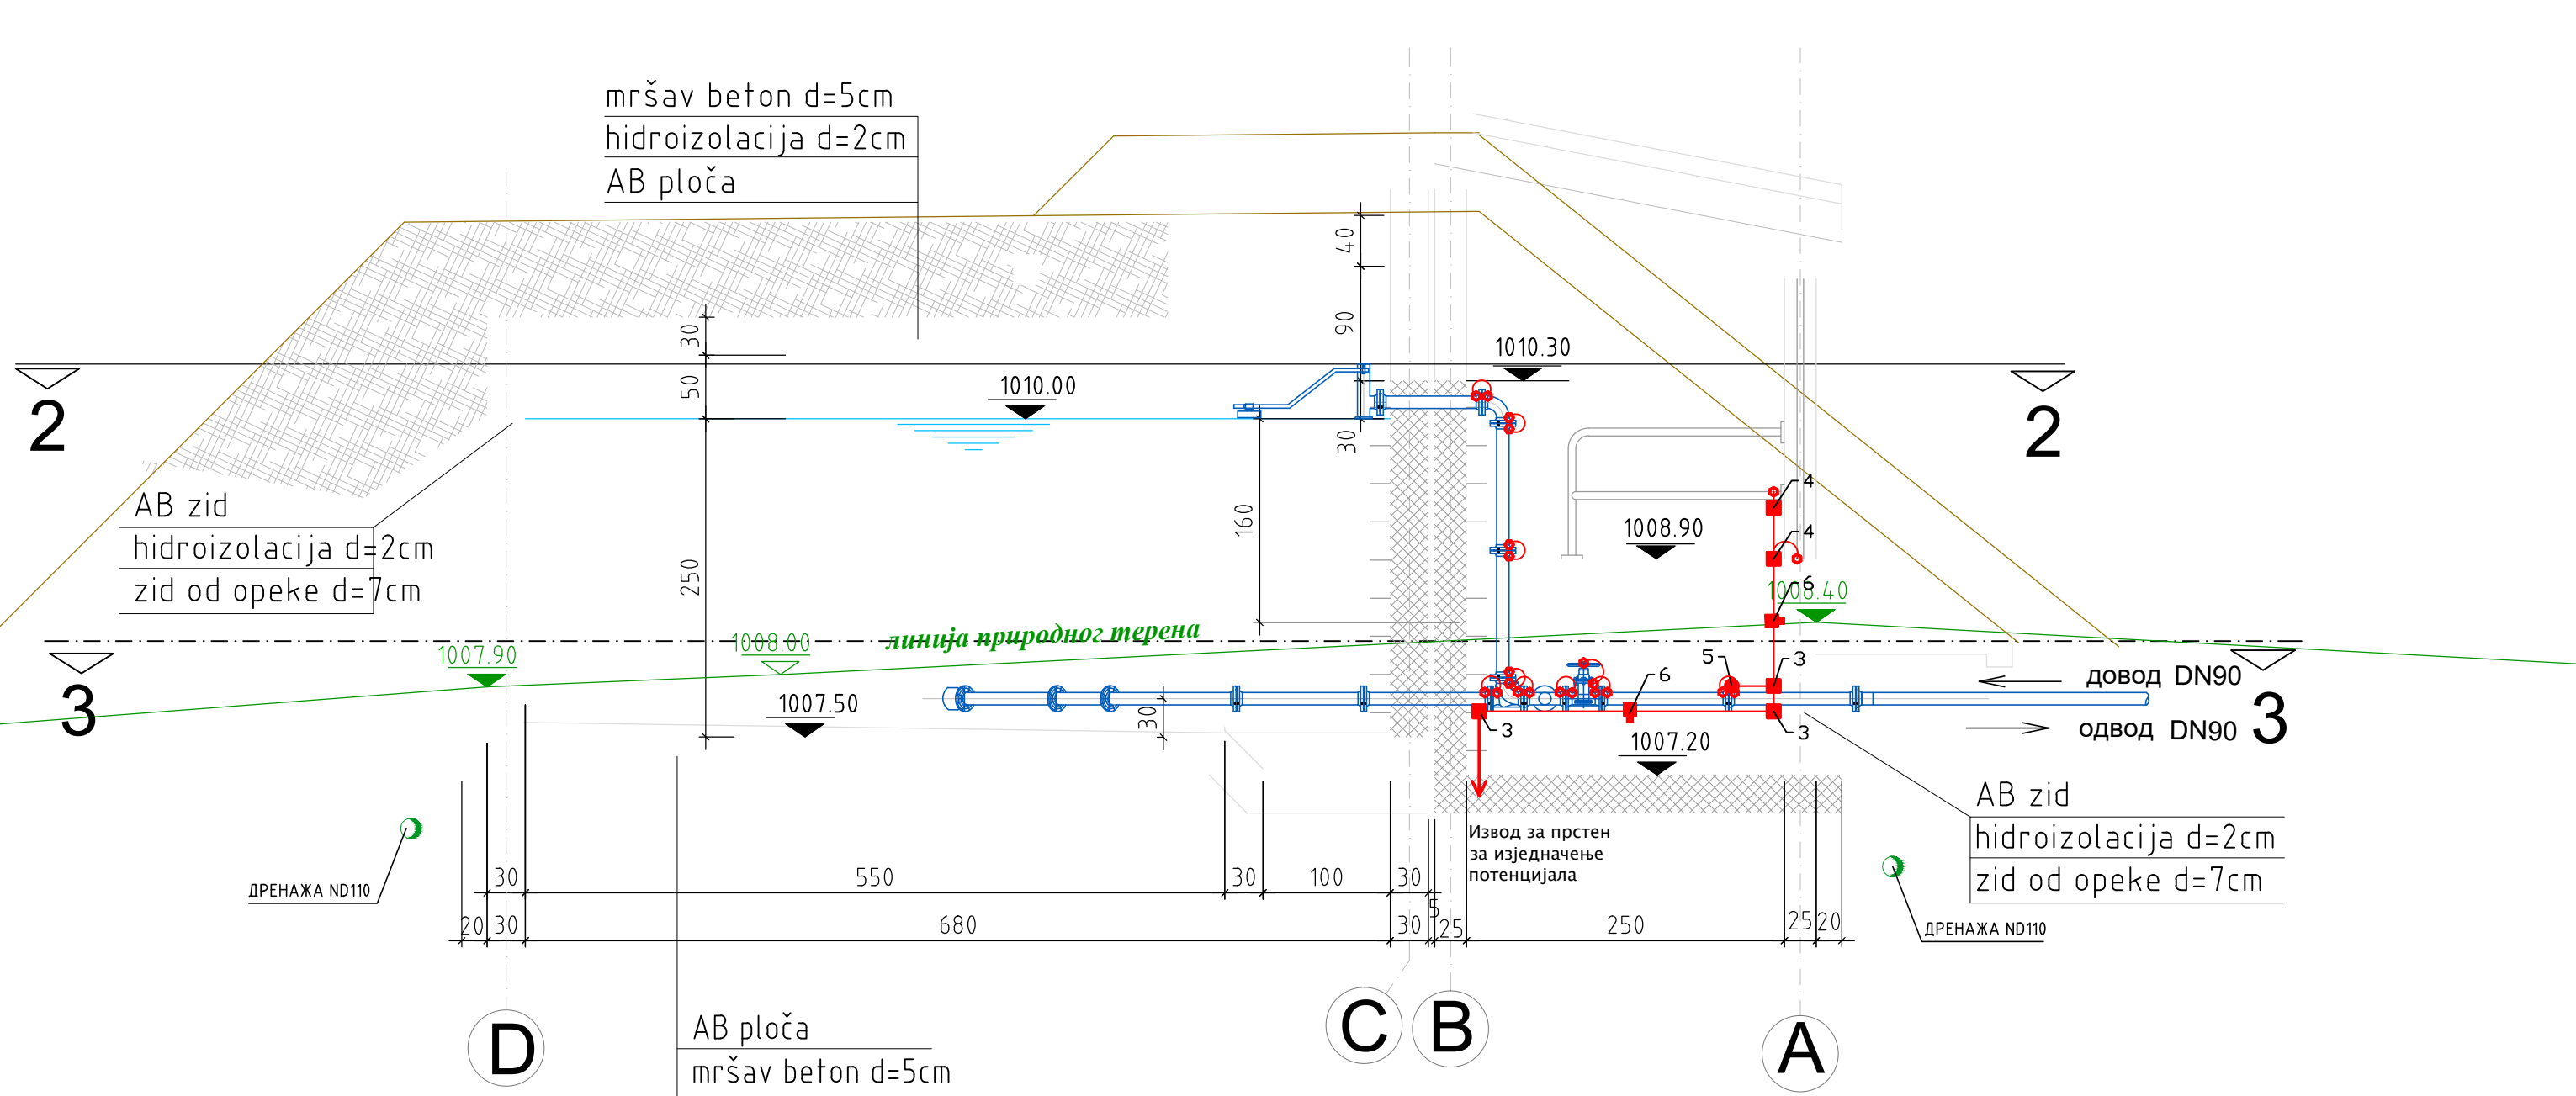 mršav beton d=5cm
hidroizolacija d=2cm
AB ploča
40
90
30
30
50
250
160
1010.30
1010.00
2
2
4
4
6
1008.90
1008.40
AB zid
hidroizolacija d=2cm
zid od opeke d=7cm
линија природног терена
1008.00
1007.90
1007.50
30
3
3
5
3
6
3
3
1007.20
довод DN90
одвод DN90
AB zid
hidroizolacija d=2cm
zid od opeke d=7cm
Извод за прстен
за изједначење
потенцијала
ДРЕНАЖА ND110
ДРЕНАЖА ND110
30 550 30 100 30
20 30 680 30 5 25 250 25 20
D
C
B
A
AB ploča
mršav beton d=5cm